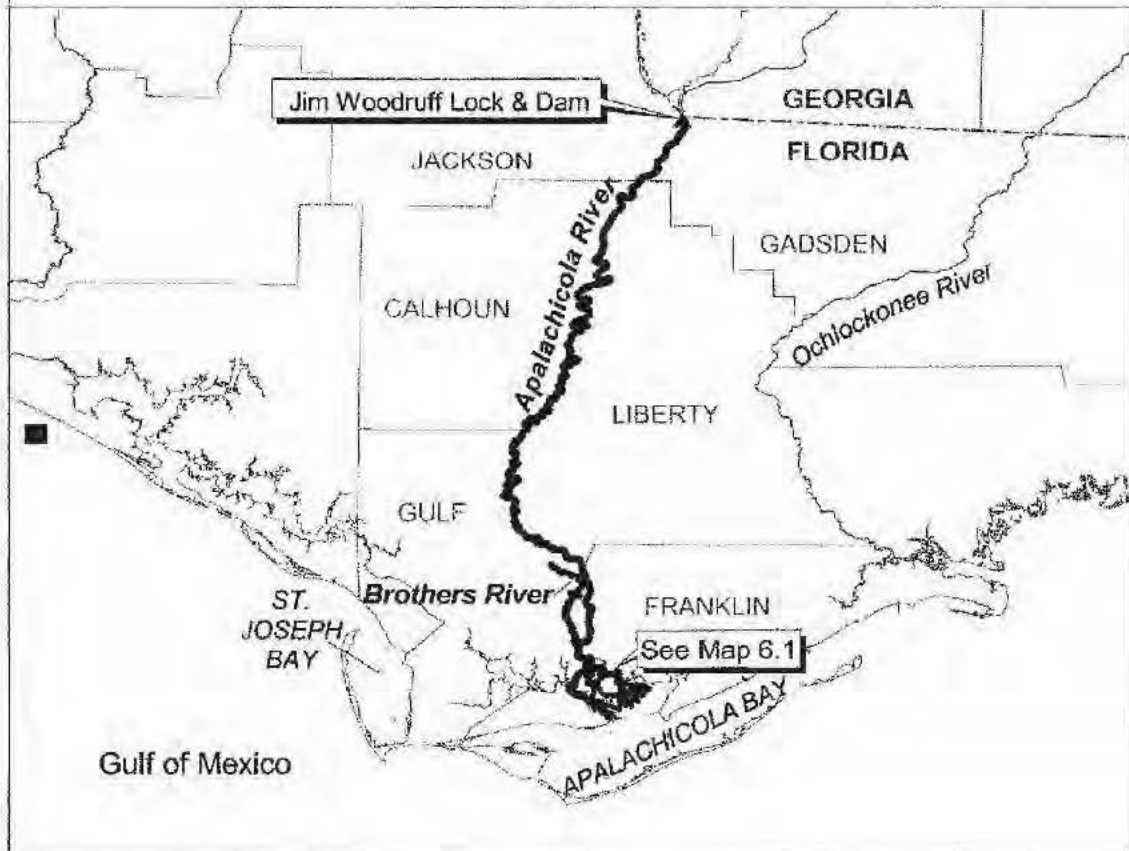 Jim Woodruff Lock & Dam
GEORGIA
FLORIDA
JACKSON
GADSDEN
Apalachicola River
CALHOUN
Ochlockonee River
LIBERTY
GULF
Brothers River
FRANKLIN
ST.
JOSEPH
BAY
See Map 6.1
APALACHICOLA BAY
Gulf of Mexico